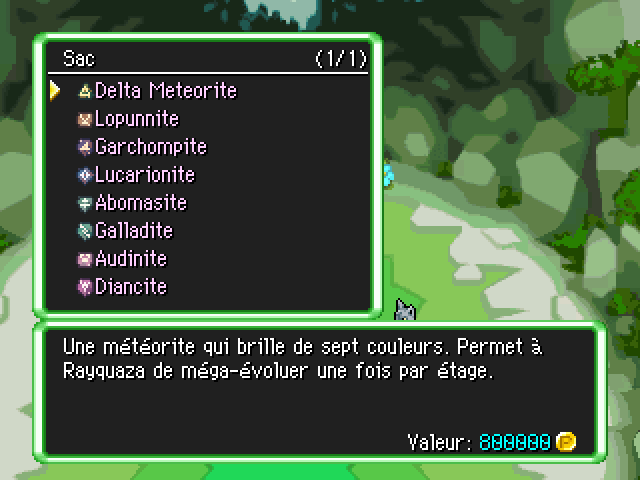 Sac (1/1)
Delta Meteorite
Lopunnite
Garchompite
Lucarionite
Abomasite
Galladite
Audinite
Diancite
Une météorite qui brille de sept couleurs. Permet à
Rayquaza de méga-évoluer une fois par étage.
Valeur: 800000 P